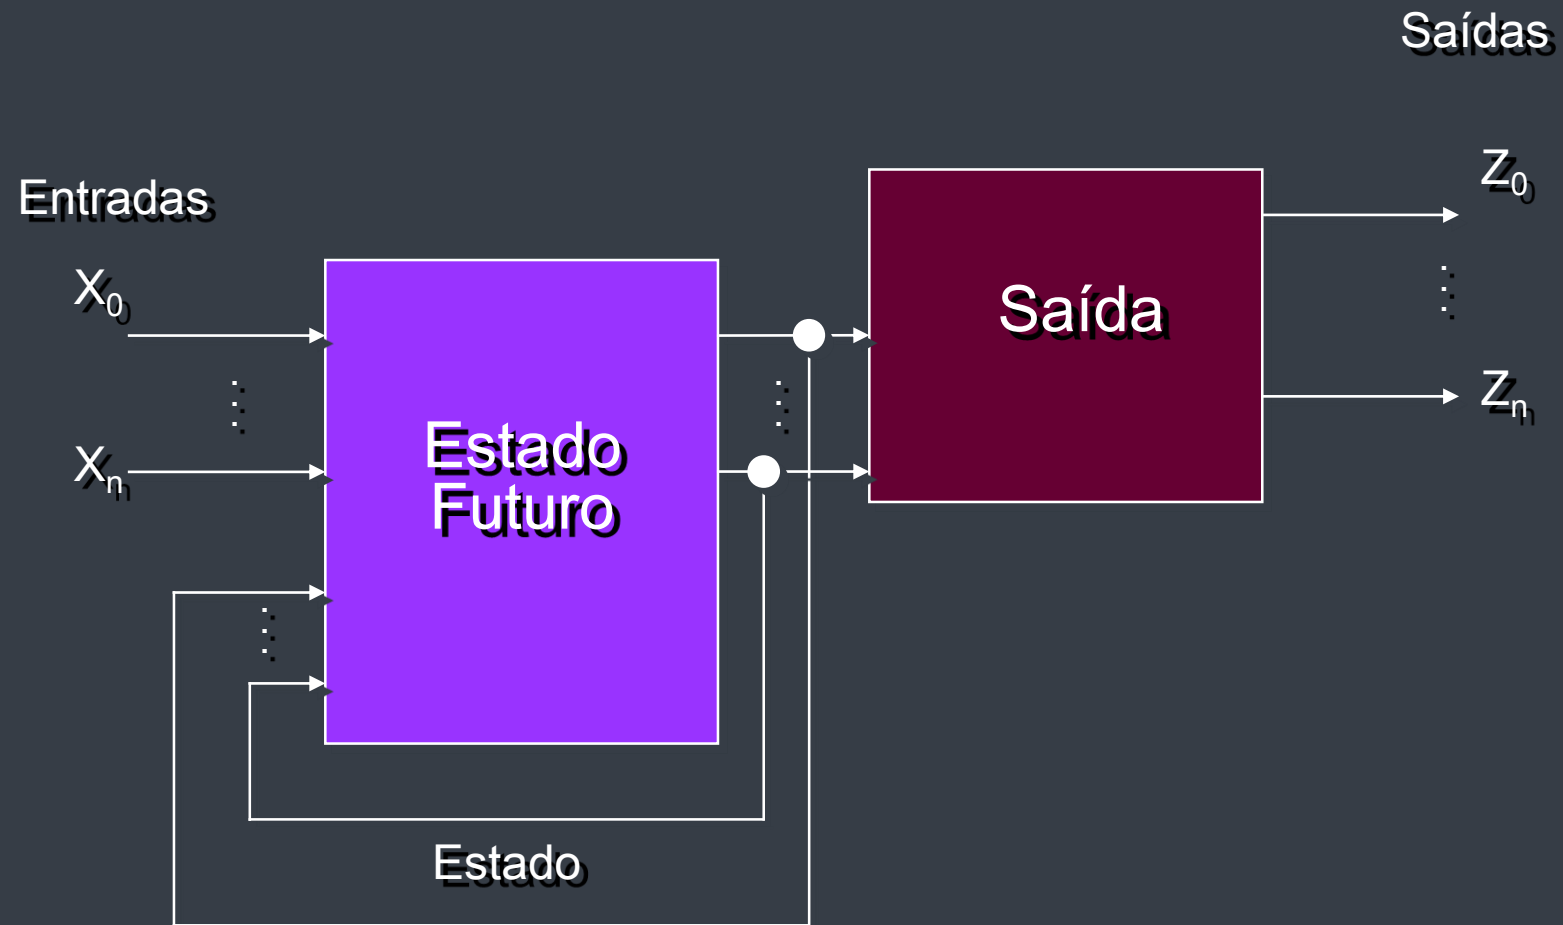 Saídas
Z0
Entradas
X0
Saída
Zn
Estado
Futuro
Xn
Estado